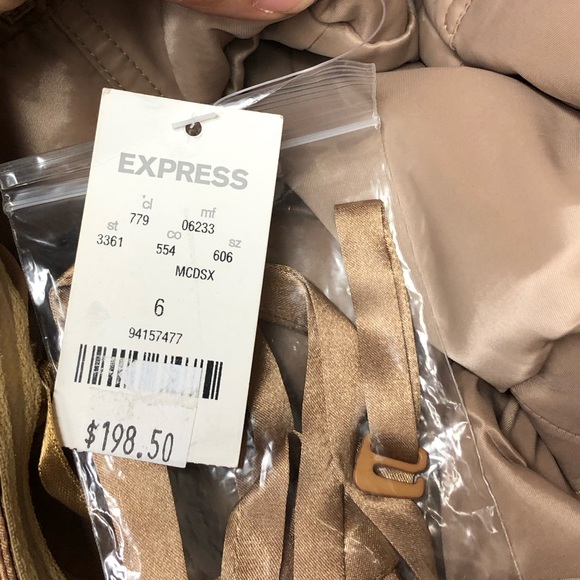 EXPRESS
cl mf
779 06233
st co sz
3361 554 606
MCDSX
6
94157477
$198.50